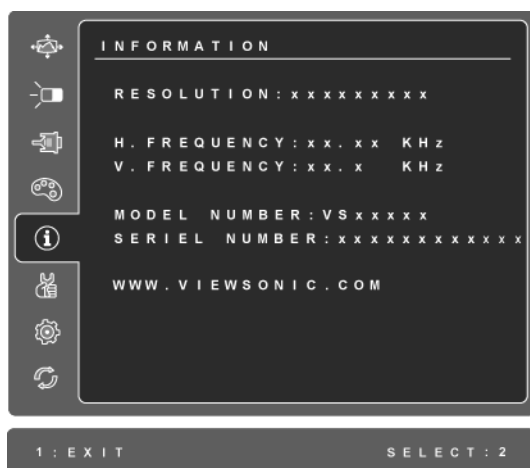 INFORMATION
RESOLUTION:xxxxxxxxx
H. FREQUENCY:xx.xx KHz
V. FREQUENCY:xx.x KHz
MODEL NUMBER:VSxxxxx
SERIEL NUMBER:xxxxxxxxxxxx
WWW.VIEWSONIC.COM
1:EXIT SELECT:2